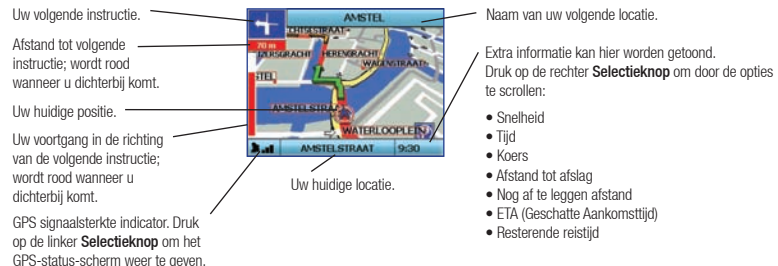 Uw volgende instructie.
Afstand tot volgende
instructie; wordt rood
wanneer u dichterbij komt.
Uw huidige positie.
Uw voortgang in de richting
van de volgende instructie;
wordt rood wanneer u
dichterbij komt.
GPS signaalsterkte indicator. Druk
op de linker Selectieknop om het
GPS-status-scherm weer te geven.
AMSTEL
70 m
HERENGRACHT
WAGENSTRAAT
AMSTELSTRAAT
WATERLOOPLEIN
AMSTELSTRAAT 9:30
Uw huidige locatie.
Naam van uw volgende locatie.
Extra informatie kan hier worden getoond.
Druk op de rechter Selectieknop om door de opties
te scrollen:
• Snelheid
• Tijd
• Koers
• Afstand tot afslag
• Nog af te leggen afstand
• ETA (Geschatte Aankomsttijd)
• Resterende reistijd